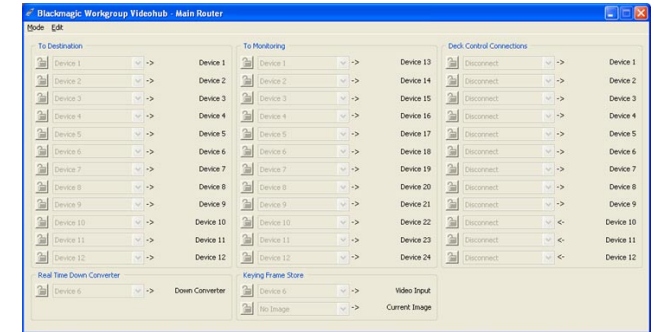 Blackmagic Workgroup Videohub - Main Router
Mode Edit
To Destination
Device 1 -> Device 1
Device 2 -> Device 2
Device 3 -> Device 3
Device 4 -> Device 4
Device 5 -> Device 5
Device 6 -> Device 6
Device 7 -> Device 7
Device 8 -> Device 8
Device 9 -> Device 9
Device 10 -> Device 10
Device 11 -> Device 11
Device 12 -> Device 12
To Monitoring
Device 1 -> Device 13
Device 2 -> Device 14
Device 3 -> Device 15
Device 4 -> Device 16
Device 5 -> Device 17
Device 6 -> Device 18
Device 7 -> Device 19
Device 8 -> Device 20
Device 9 -> Device 21
Device 10 -> Device 22
Device 11 -> Device 23
Device 12 -> Device 24
Deck Control Connections
Disconnect -> Device 1
Disconnect -> Device 2
Disconnect -> Device 3
Disconnect -> Device 4
Disconnect -> Device 5
Disconnect -> Device 6
Disconnect -> Device 7
Disconnect -> Device 8
Disconnect -> Device 9
Disconnect <- Device 10
Disconnect <- Device 11
Disconnect <- Device 12
Real Time Down Converter
Device 6 -> Down Converter
Keying Frame Store
Device 6 -> Video Input
No Image -> Current Image